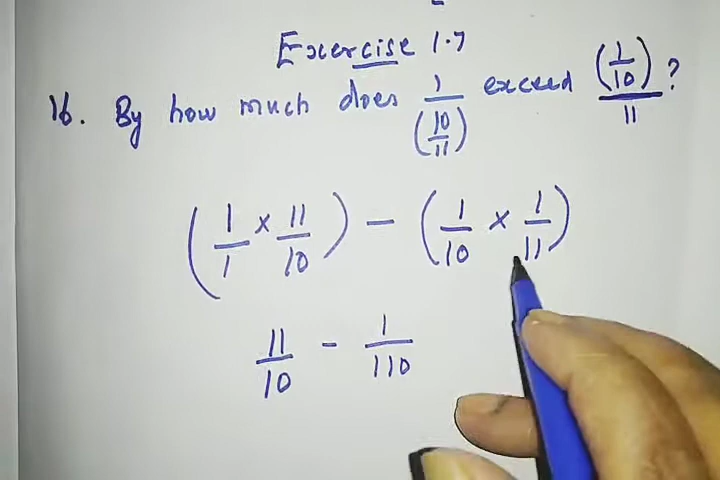 Exercise 1.7
16. By how much does 1/(10/11) exceed (1/10)/11?
(1/1 × 11/10) - (1/10 × 1/11)
11/10 - 1/110